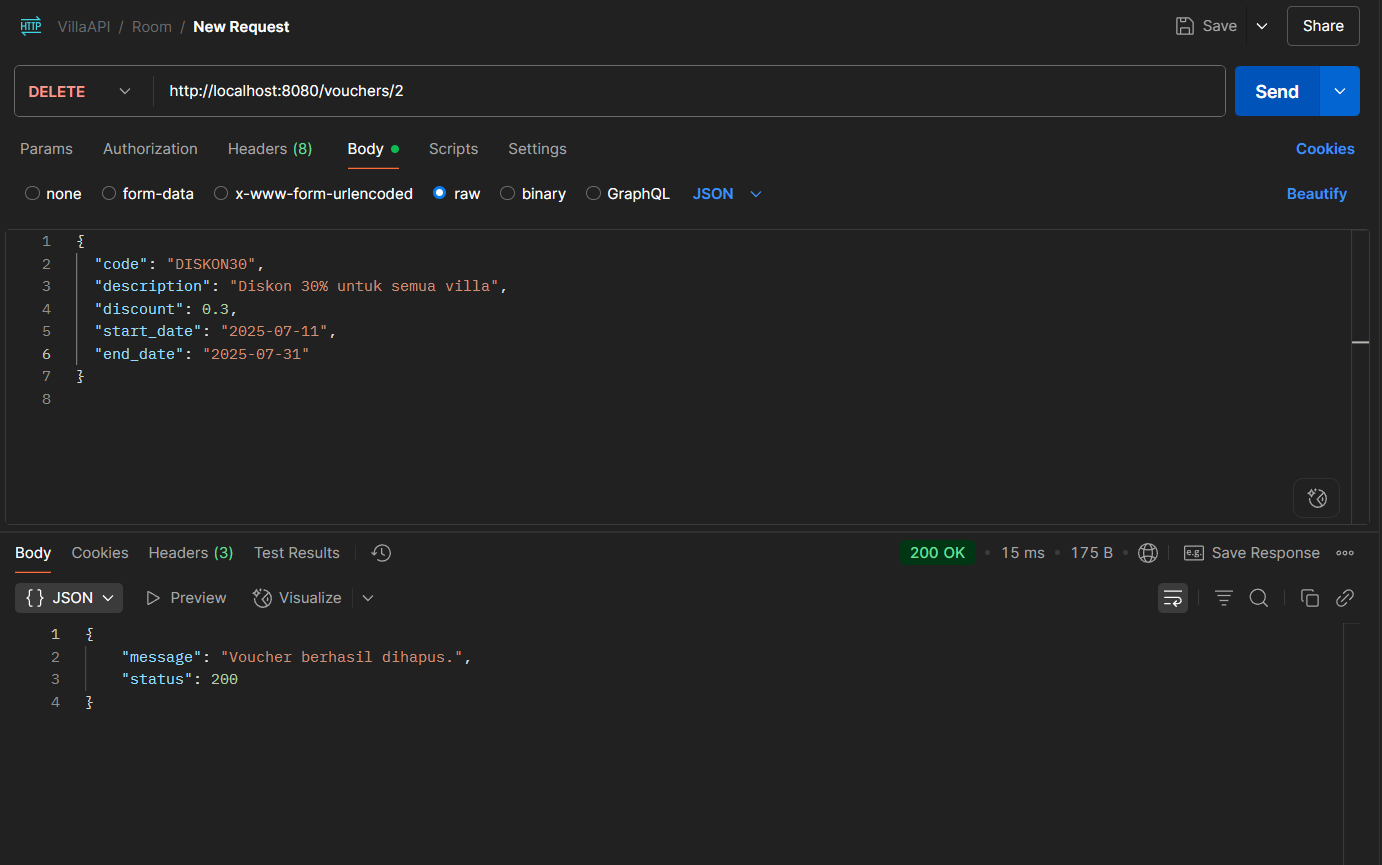 HTTP VillaAPI / Room / New Request Save Share
DELETE http://localhost:8080/vouchers/2 Send
Params Authorization Headers (8) Body Scripts Settings Cookies
none form-data x-www-form-urlencoded raw binary GraphQL JSON Beautify
1 {
2 "code": "DISKON30",
3 "description": "Diskon 30% untuk semua villa",
4 "discount": 0.3,
5 "start_date": "2025-07-11",
6 "end_date": "2025-07-31"
7 }
8
Body Cookies Headers (3) Test Results 200 OK • 15 ms • 175 B • e.g. Save Response
{} JSON Preview Visualize
1 {
2 "message": "Voucher berhasil dihapus.",
3 "status": 200
4 }